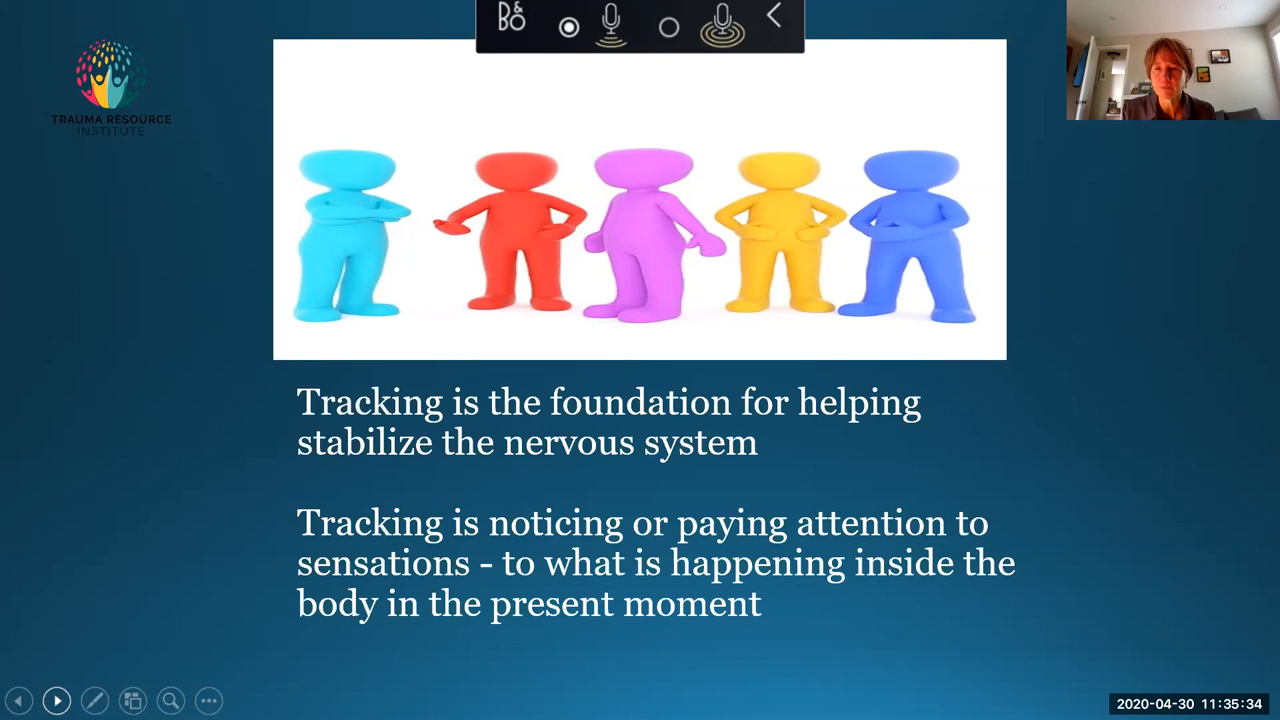 B&O
TRAUMA RESOURCE
INSTITUTE
Tracking is the foundation for helping
stabilize the nervous system
Tracking is noticing or paying attention to
sensations - to what is happening inside the
body in the present moment
2020-04-30 11:35:34